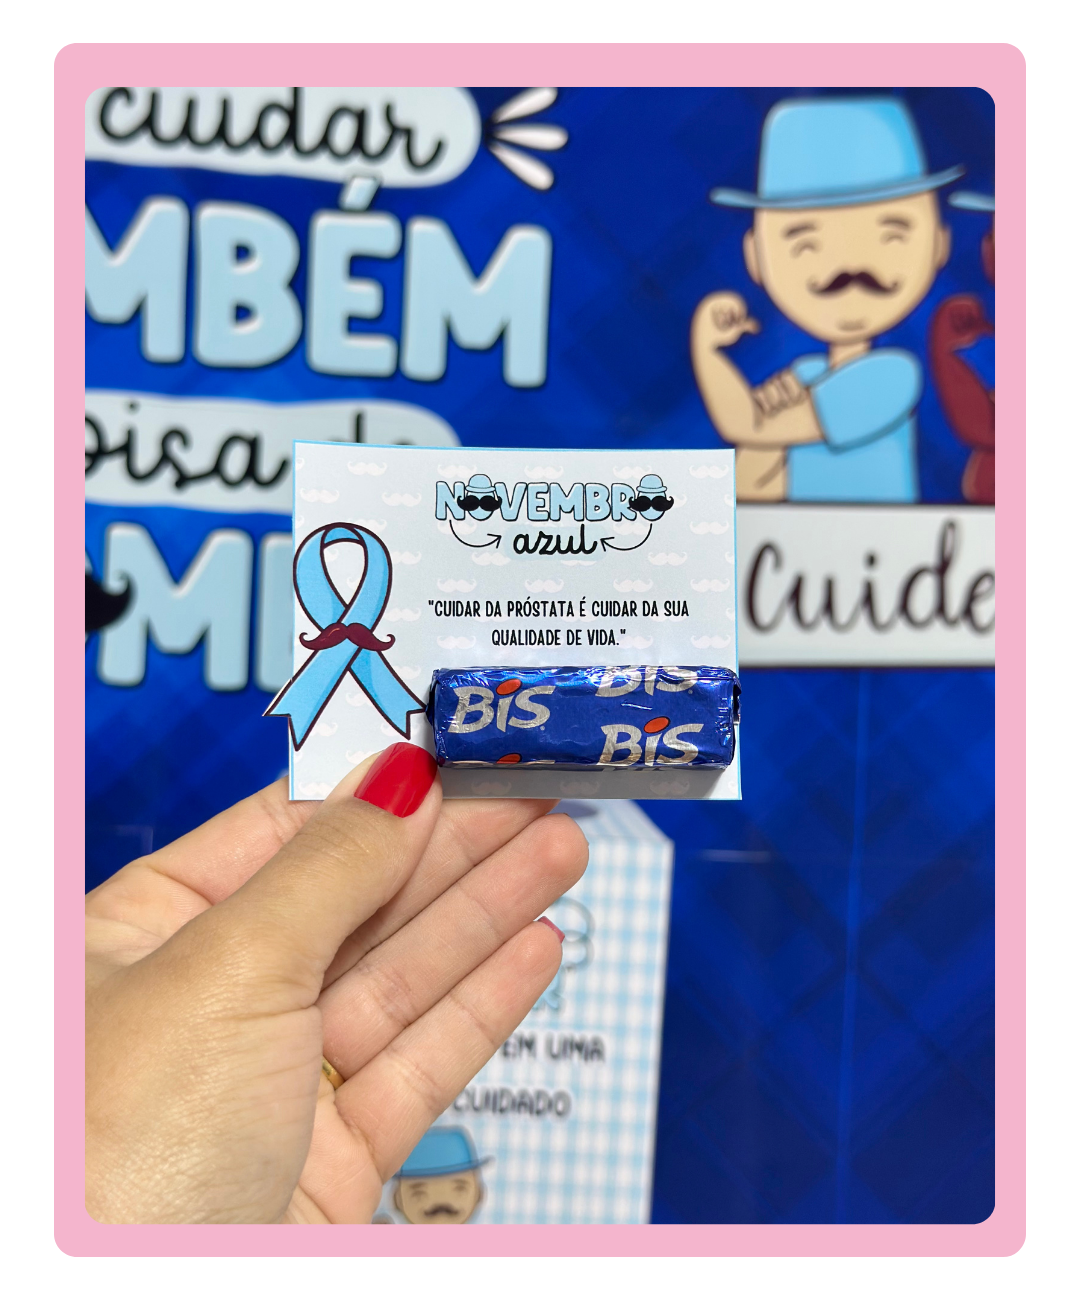 cuidar
MBÉM
oisa
NOVEMBRO
azul
"CUIDAR DA PRÓSTATA É CUIDAR DA SUA
QUALIDADE DE VIDA."
BIS
BIS
BIS
Cuide
EM UMA
CUIDADO